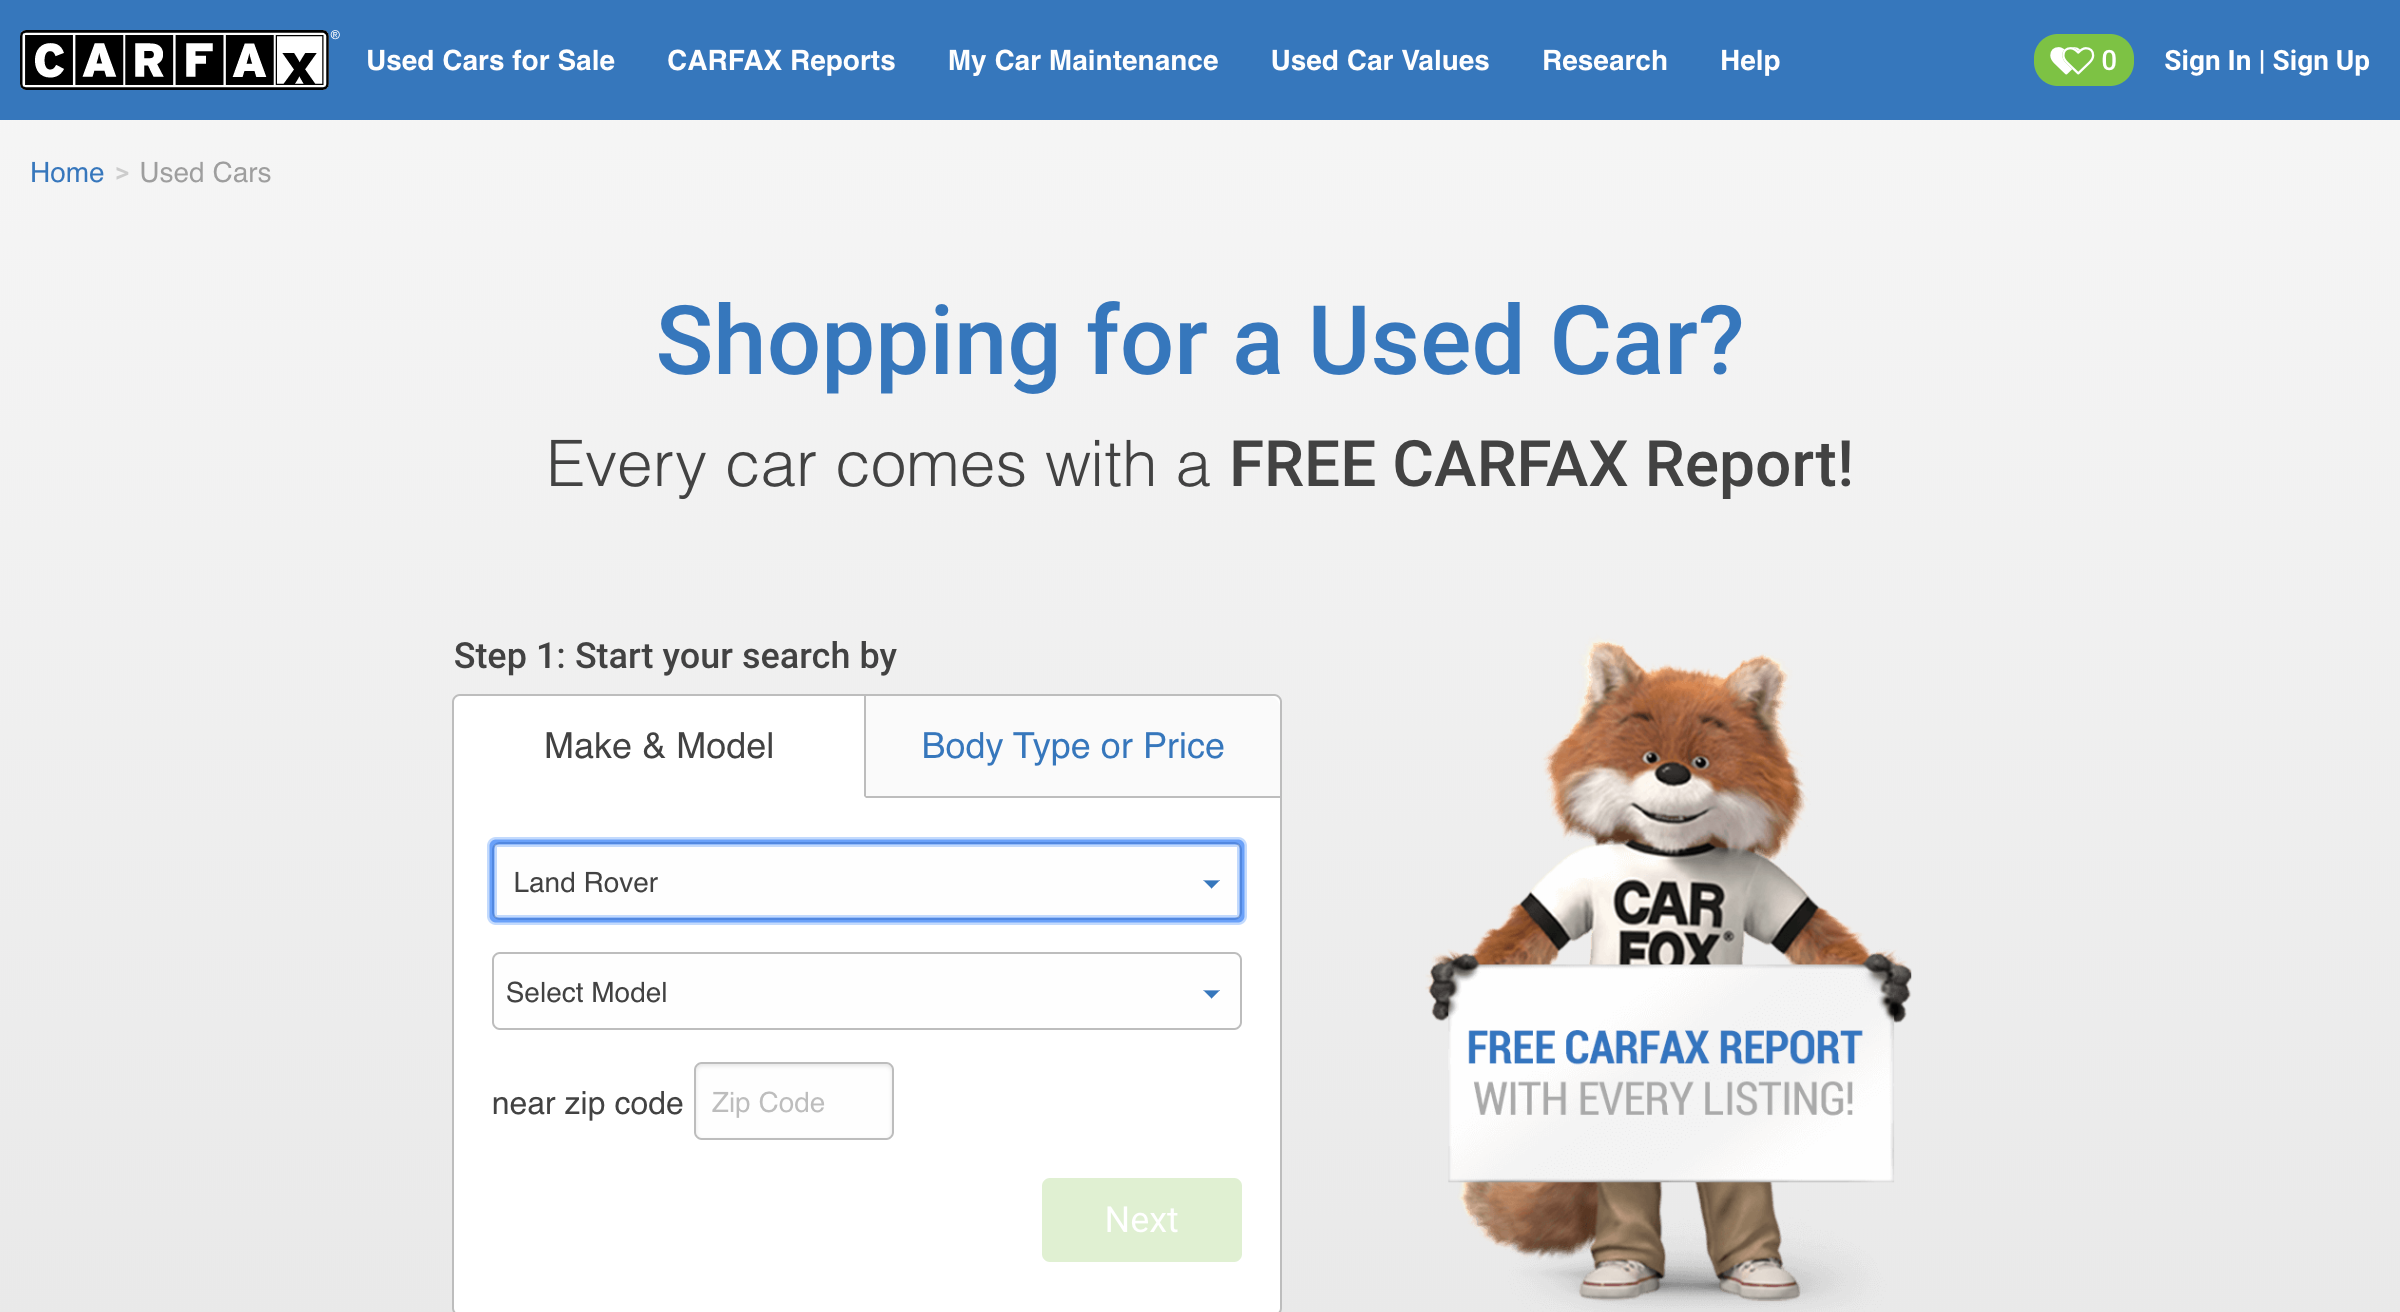 CARFAX®
Used Cars for Sale
CARFAX Reports
My Car Maintenance
Used Car Values
Research
Help
0
Sign In | Sign Up
Home > Used Cars
Shopping for a Used Car?
Every car comes with a FREE CARFAX Report!
Step 1: Start your search by
Make & Model
Body Type or Price
Land Rover
Select Model
near zip code
Zip Code
Next
CAR
FOX®
FREE CARFAX REPORT
WITH EVERY LISTING!